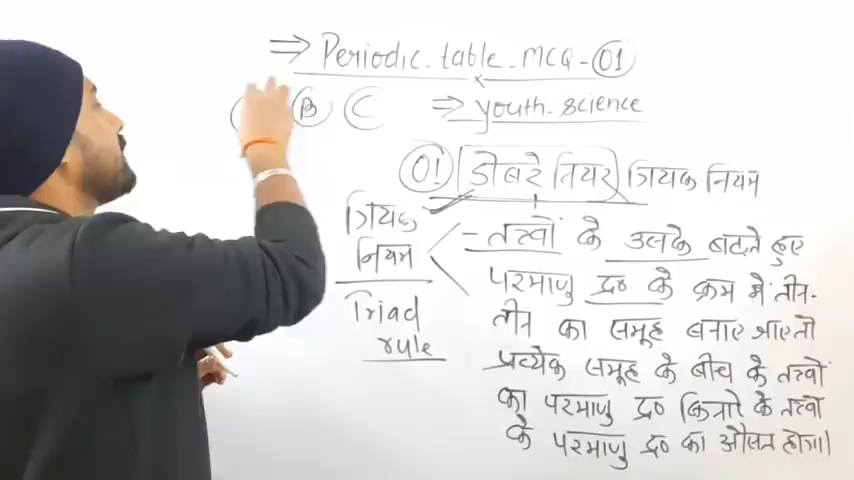 ⇒ Periodic-table-MCQ-01
B C ⇒ youth-science
01 डोबरे नियर त्रियक नियम
त्रियक
नियम
Triad
rule
- तत्त्वों के उसके बढ़ते हुए
परमाणु द्र० के क्रम में तीन-
तीन का समूह बनाए जाए तो
प्रत्येक समूह के बीच के तत्त्वों
का परमाणु द्र० किनारे के तत्त्वों
के परमाणु द्र० का औसत होगा।